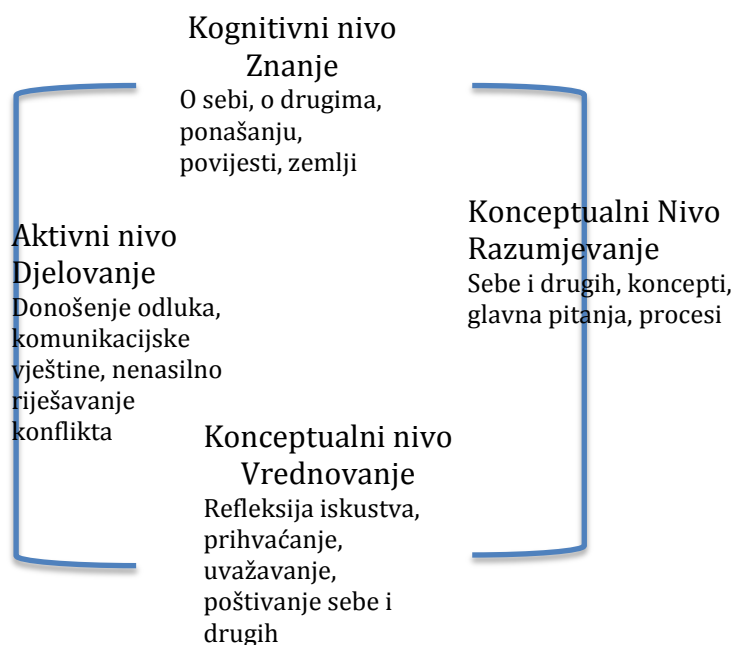 Kognitivni nivo
Znanje
O sebi, o drugima,
ponašanju,
povijesti, zemlji
Konceptualni Nivo
Razumjevanje
Sebe i drugih, koncepti,
glavna pitanja, procesi
Aktivni nivo
Djelovanje
Donošenje odluka,
komunikacijske
vještine, nenasilno
riješavanje
konflikta
Konceptualni nivo
Vrednovanje
Refleksija iskustva,
prihvaćanje,
uvažavanje,
poštivanje sebe i
drugih